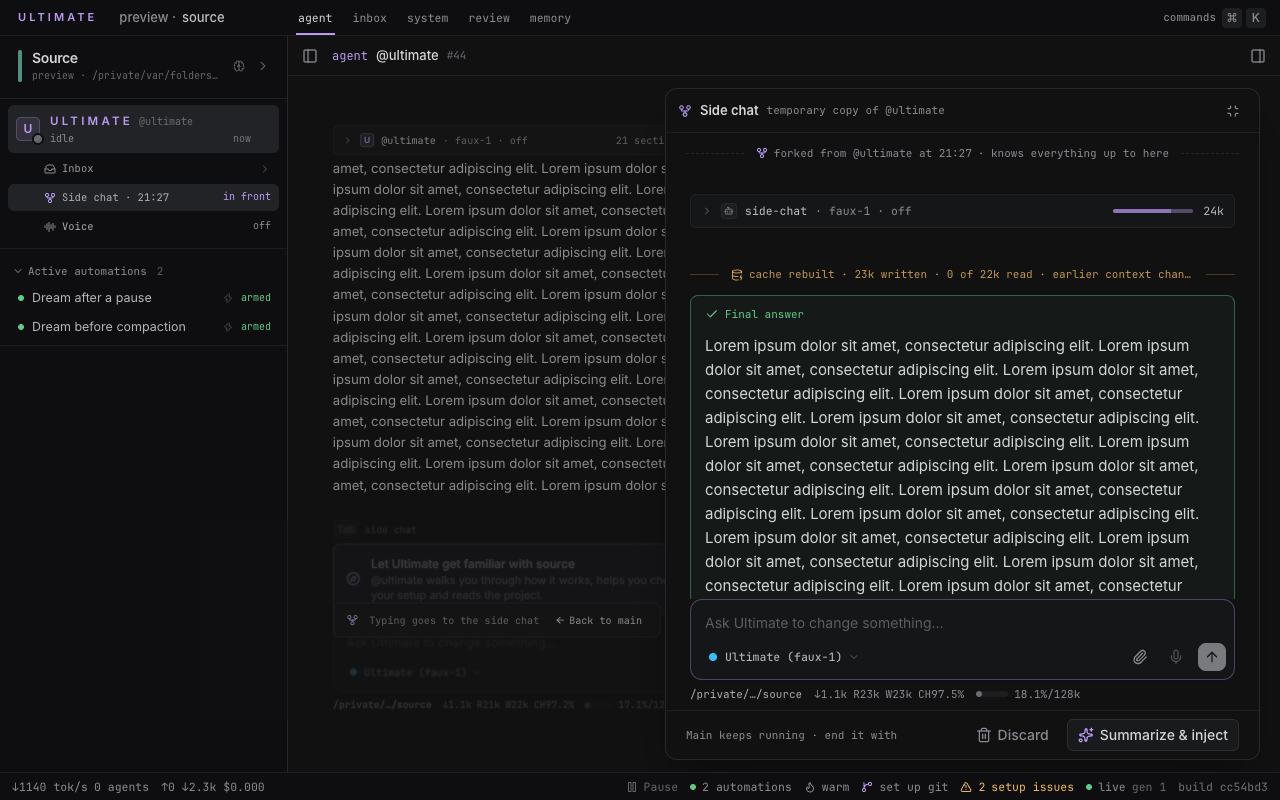 ULTIMATE
preview · source
agent inbox system review memory
commands ⌘ K
Source
preview · /private/var/folders…
agent @ultimate #44
U ULTIMATE @ultimate
idle now
Inbox
Side chat · 21:27 in front
Voice off
Active automations 2
Dream after a pause armed
Dream before compaction armed
U @ultimate · faux-1 · off 21 secti
amet, consectetur adipiscing elit. Lorem ipsum dolor s
ipsum dolor sit amet, consectetur adipiscing elit. Lorem
adipiscing elit. Lorem ipsum dolor sit amet, consectetu
amet, consectetur adipiscing elit. Lorem ipsum dolor s
ipsum dolor sit amet, consectetur adipiscing elit. Lorem
adipiscing elit. Lorem ipsum dolor sit amet, consectetu
amet, consectetur adipiscing elit. Lorem ipsum dolor s
ipsum dolor sit amet, consectetur adipiscing elit. Lorem
adipiscing elit. Lorem ipsum dolor sit amet, consectetu
amet, consectetur adipiscing elit. Lorem ipsum dolor s
ipsum dolor sit amet, consectetur adipiscing elit. Lorem
adipiscing elit. Lorem ipsum dolor sit amet, consectetu
amet, consectetur adipiscing elit. Lorem ipsum dolor s
ipsum dolor sit amet, consectetur adipiscing elit. Lorem
adipiscing elit. Lorem ipsum dolor sit amet, consectetu
amet, consectetur adipiscing elit. Lorem ipsum dolor s
Tab side chat
Let Ultimate get familiar with source
@ultimate walks you through how it works, helps you
your setup and reads the project.
Typing goes to the side chat ← Back to main
Ask Ultimate to change something…
Ultimate (faux-1)
/private/…/source ↓1.1k R21k W22k CH97.2% 17.1%/12
Side chat temporary copy of @ultimate
forked from @ultimate at 21:27 · knows everything up to here
side-chat · faux-1 · off 24k
cache rebuilt · 23k written · 0 of 22k read · earlier context chan…
Final answer
Lorem ipsum dolor sit amet, consectetur adipiscing elit. Lorem ipsum
dolor sit amet, consectetur adipiscing elit. Lorem ipsum dolor sit amet,
consectetur adipiscing elit. Lorem ipsum dolor sit amet, consectetur
adipiscing elit. Lorem ipsum dolor sit amet, consectetur adipiscing elit.
Lorem ipsum dolor sit amet, consectetur adipiscing elit. Lorem ipsum
dolor sit amet, consectetur adipiscing elit. Lorem ipsum dolor sit amet,
consectetur adipiscing elit. Lorem ipsum dolor sit amet, consectetur
adipiscing elit. Lorem ipsum dolor sit amet, consectetur adipiscing elit.
Lorem ipsum dolor sit amet, consectetur adipiscing elit. Lorem ipsum
dolor sit amet, consectetur adipiscing elit. Lorem ipsum dolor sit amet,
consectetur adipiscing elit. Lorem ipsum dolor sit amet, consectetur
Ask Ultimate to change something…
Ultimate (faux-1)
/private/…/source ↓1.1k R23k W23k CH97.5% 18.1%/128k
Main keeps running · end it with Discard Summarize & inject
↓1140 tok/s 0 agents ↑0 ↓2.3k $0.000
Pause 2 automations warm set up git 2 setup issues live gen 1 build cc54bd3